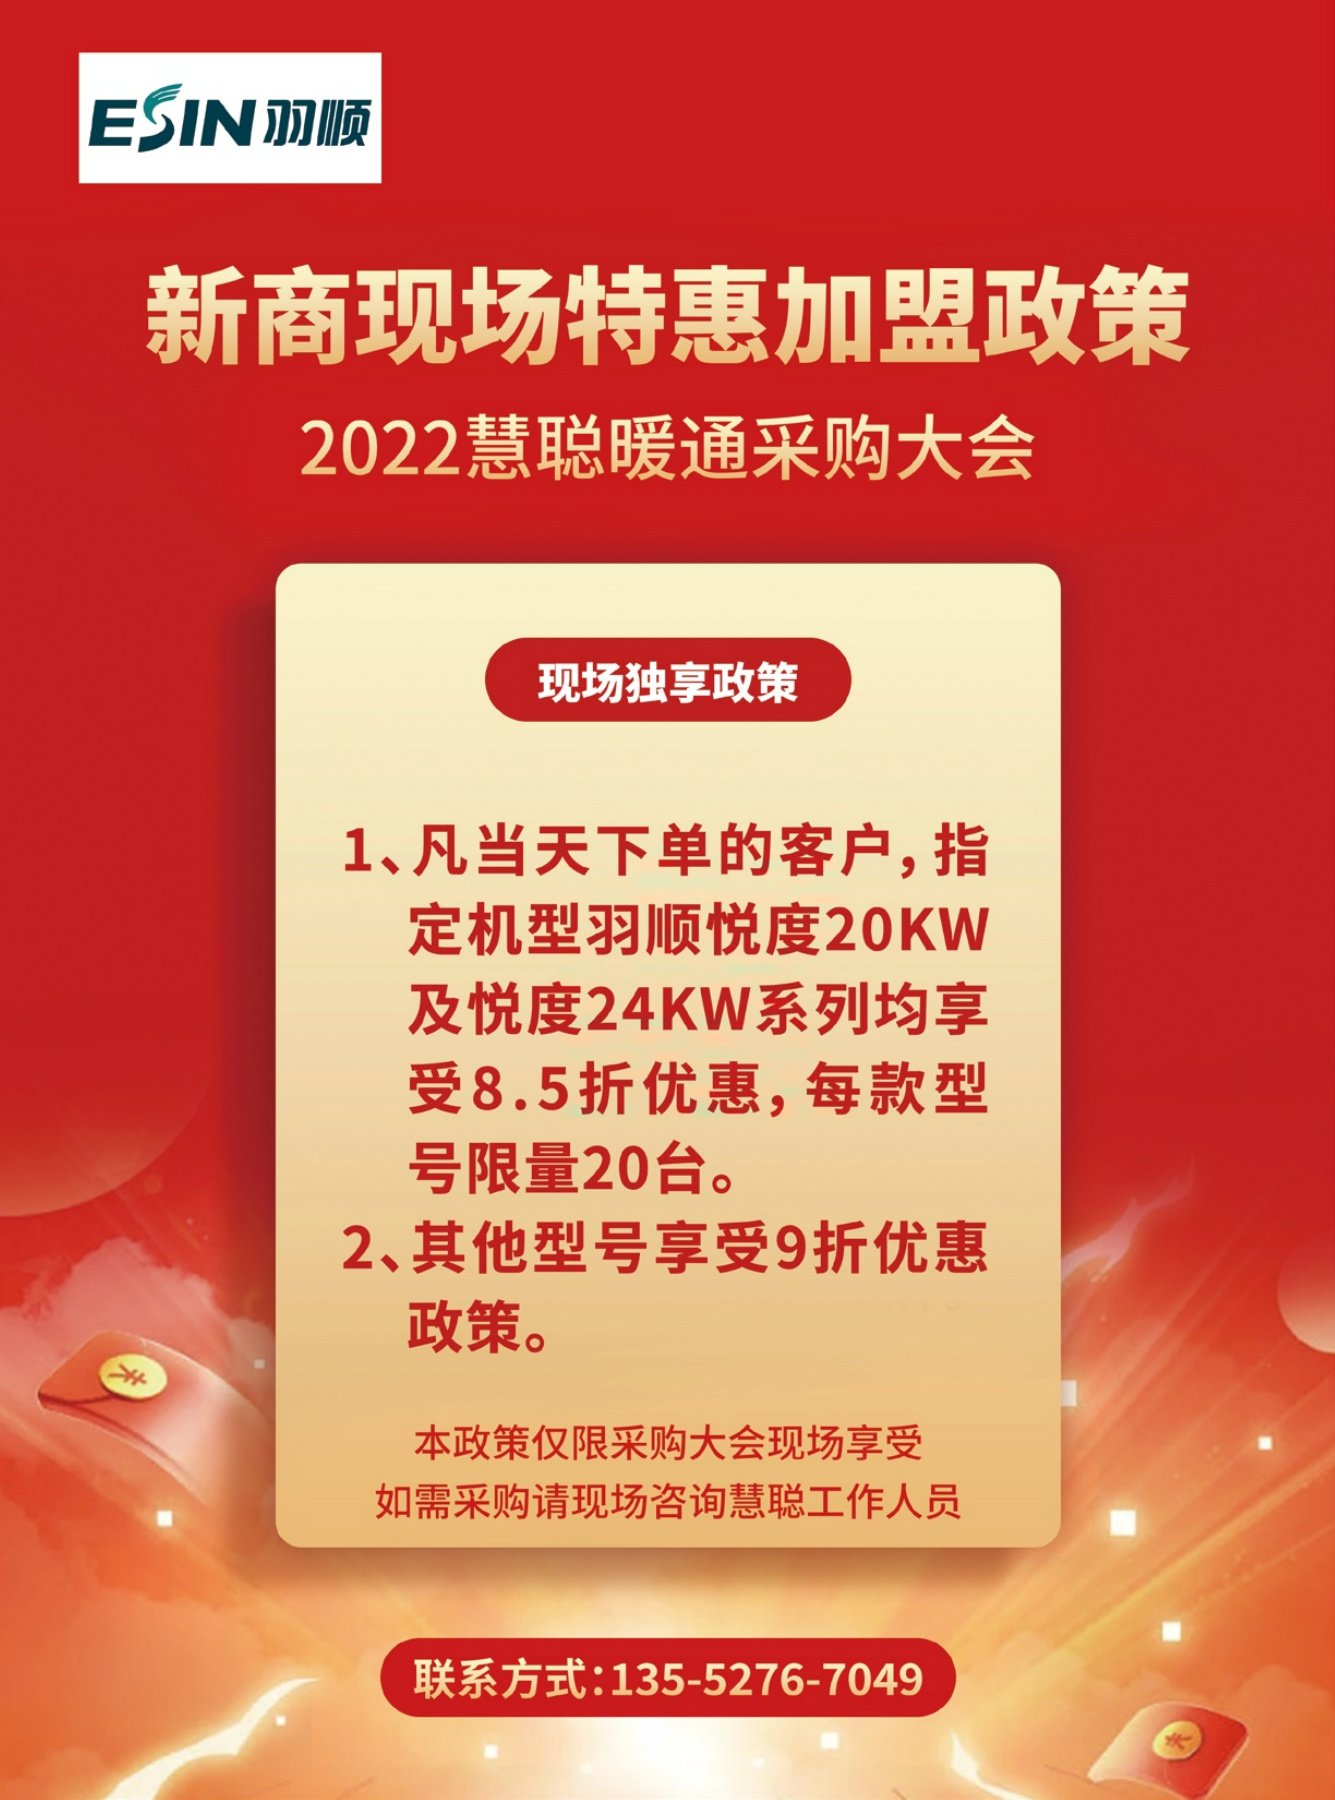 ESIN羽顺
新商现场特惠加盟政策
2022慧聪暖通采购大会
现场独享政策
1、凡当天下单的客户，指
定机型羽顺悦度20KW
及悦度24KW系列均享
受8.5折优惠，每款型
号限量20台。
2、其他型号享受9折优惠
政策。
本政策仅限采购大会现场享受
如需采购请现场咨询慧聪工作人员
联系方式：135-5276-7049